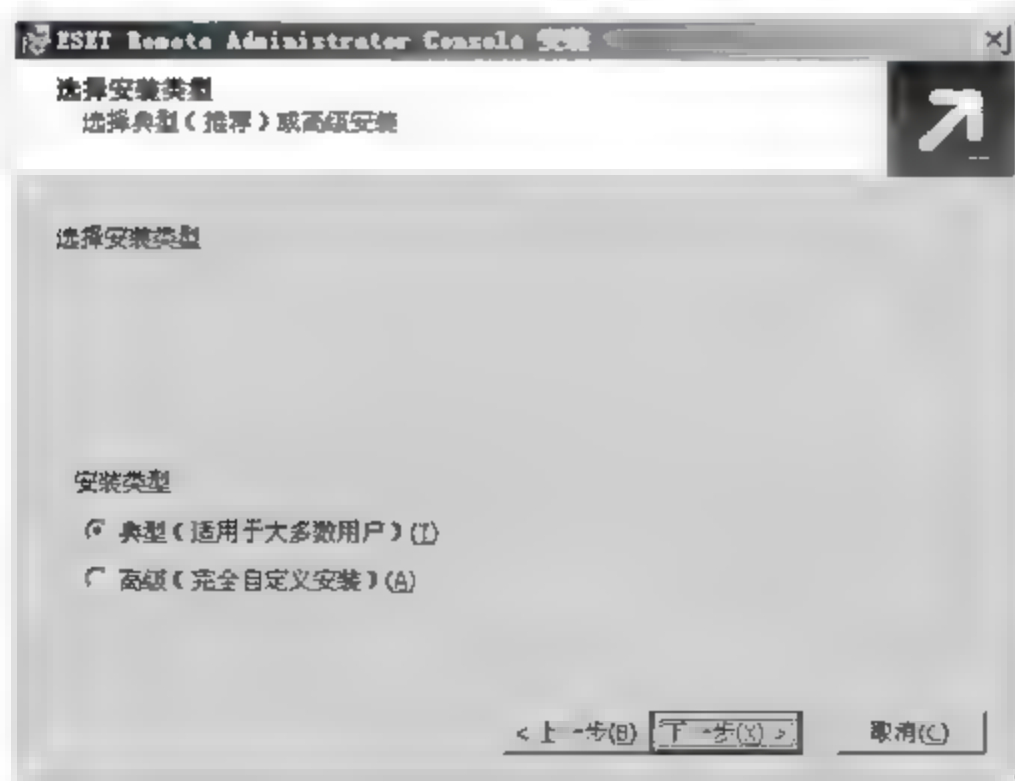 ESET Remote Administrator Console 安装
选择安装类型
选择典型（推荐）或高级安装
选择安装类型
安装类型
典型（适用于大多数用户）(T)
高级（完全自定义安装）(A)
< 上一步(B) 下一步(X) > 取消(C)